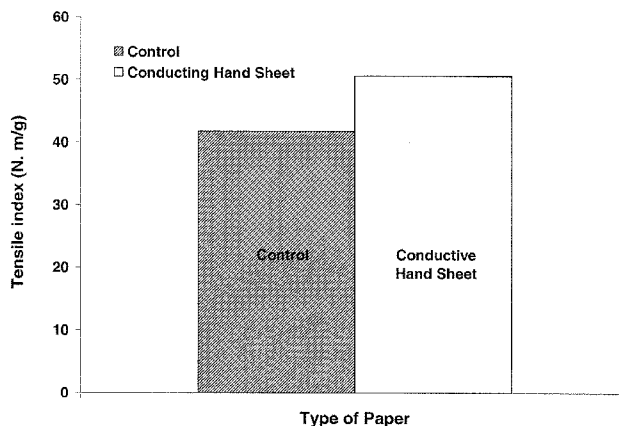 60
50
40
30
20
10
0
Tensile index (N. m/g)
Control
Conducting Hand Sheet
Control
Conductive
Hand Sheet
Type of Paper